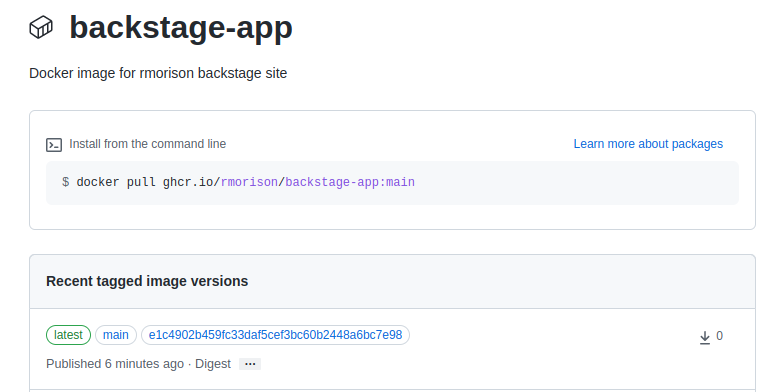 backstage-app
Docker image for rmorison backstage site
Install from the command line Learn more about packages
$ docker pull ghcr.io/rmorison/backstage-app:main
Recent tagged image versions
latest main e1c4902b459fc33daf5cef3bc60b2448a6bc7e98 0
Published 6 minutes ago · Digest ···